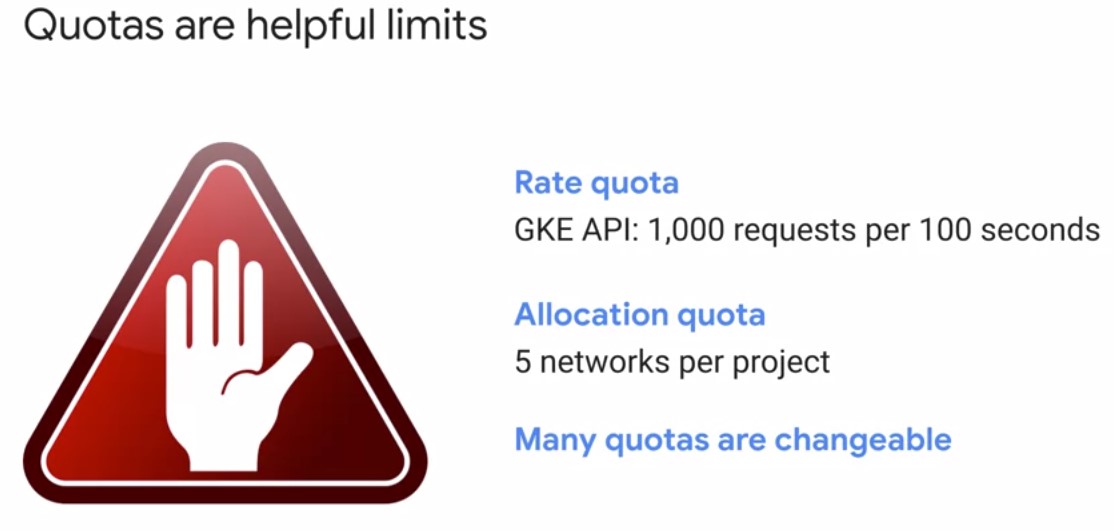 Quotas are helpful limits
Rate quota
GKE API: 1,000 requests per 100 seconds
Allocation quota
5 networks per project
Many quotas are changeable